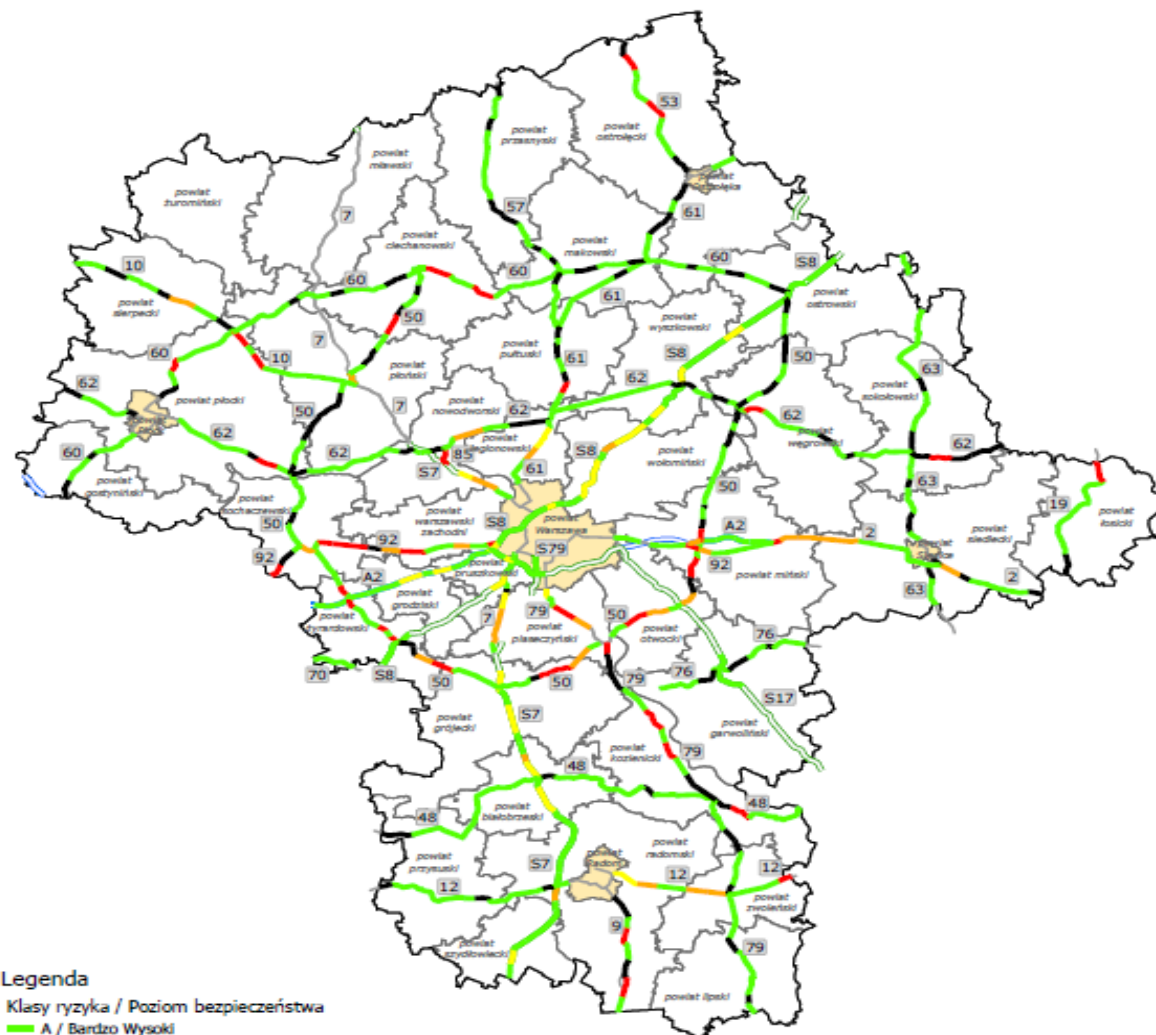 53
powiat
przasnyski
powiat
ostrołęcki
powiat
mławski
powiat
żuromiński
57
7
61
powiat
ciechanowski
powiat
makowski
60
S8
10
60
60
powiat
ostrowski
powiat
sierpecki
50
61
powiat
wyszkowski
7
60
10
powiat
płoński
powiat
pułtuski
61
S8
50
62
62
63
powiat
sokołowski
powiat płocki
50
7
powiat
nowodworski
62
62
powiat
węgrowski
62
62
60
powiat
gostyniński
62
85
S7
61
S8
powiat
wołomiński
63
19
powiat
łosicki
powiat
sochaczewski
50
powiat
warszawski
zachodni
S8
powiat
Warszawa
50
A2
2
powiat
siedlecki
92
92
S79
92
powiat
pruszkowski
powiat miński
A2
powiat
grodziski
63
2
powiat
żyrardowski
7
79
50
powiat
piaseczyński
powiat
otwocki
76
70
S8
50
50
79
76
S17
powiat
grójecki
S7
powiat
garwoliński
79
powiat
kozienicki
48
48
48
powiat
białobrzeski
powiat
przysuski
S7
powiat
radomski
12
12
12
powiat
zwoleński
9
79
powiat
szydłowiecki
powiat lipski
Legenda
Klasy ryzyka / Poziom bezpieczeństwa
A / Bardzo Wysoki